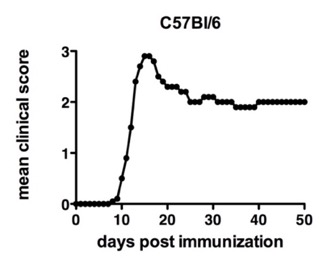 C57Bl/6
mean clinical score
3
2
1
0
0 10 20 30 40 50
days post immunization